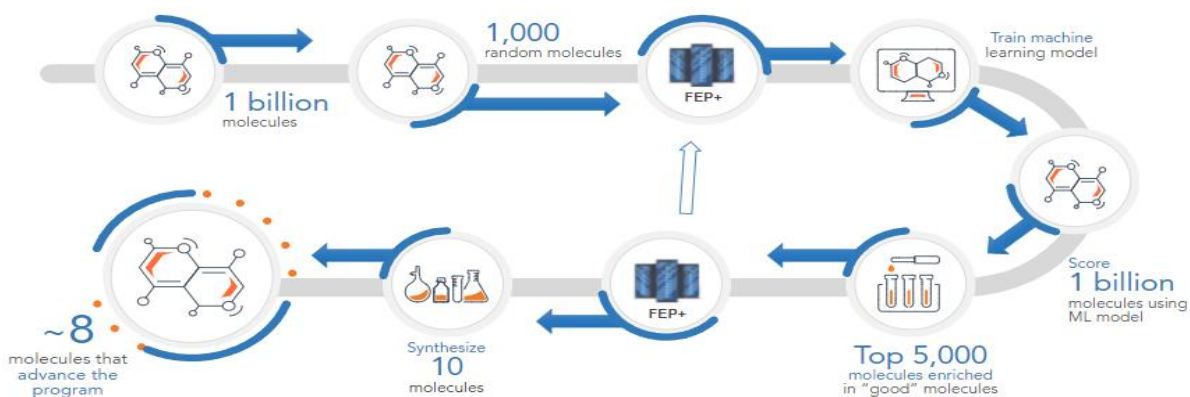 1 billion
molecules
1,000
random molecules
FEP+
Train machine
learning model
Score
1 billion
molecules using
ML model
Top 5,000
molecules enriched
in “good” molecules
FEP+
Synthesize
10
molecules
~8
molecules that
advance the
program